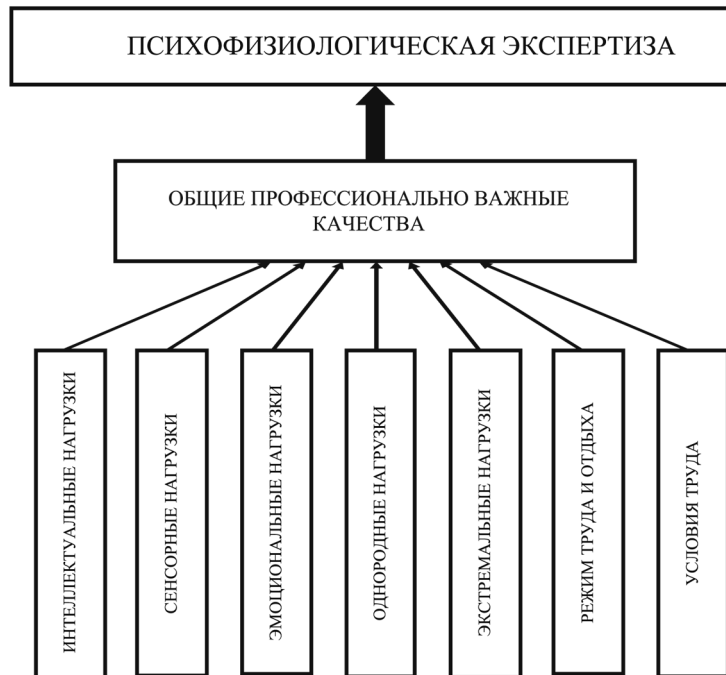 ПСИХОФИЗИОЛОГИЧЕСКАЯ ЭКСПЕРТИЗА
ОБЩИЕ ПРОФЕССИОНАЛЬНО ВАЖНЫЕ
КАЧЕСТВА
ИНТЕЛЛЕКТУАЛЬНЫЕ НАГРУЗКИ
СЕНСОРНЫЕ НАГРУЗКИ
ЭМОЦИОНАЛЬНЫЕ НАГРУЗКИ
ОДНОРОДНЫЕ НАГРУЗКИ
ЭКСТРЕМАЛЬНЫЕ НАГРУЗКИ
РЕЖИМ ТРУДА И ОТДЫХА
УСЛОВИЯ ТРУДА